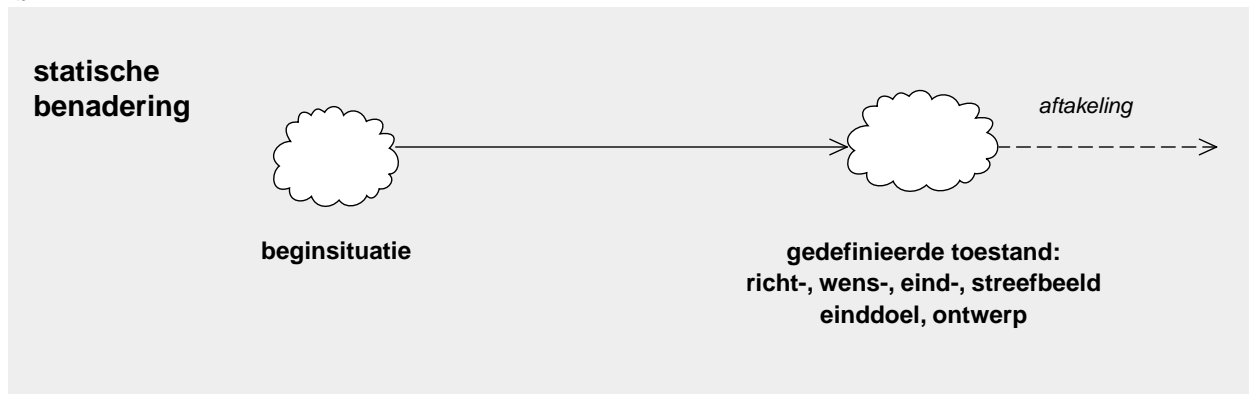 statische
benadering
aftakeling
beginsituatie
gedefinieerde toestand:
richt-, wens-, eind-, streefbeeld
einddoel, ontwerp